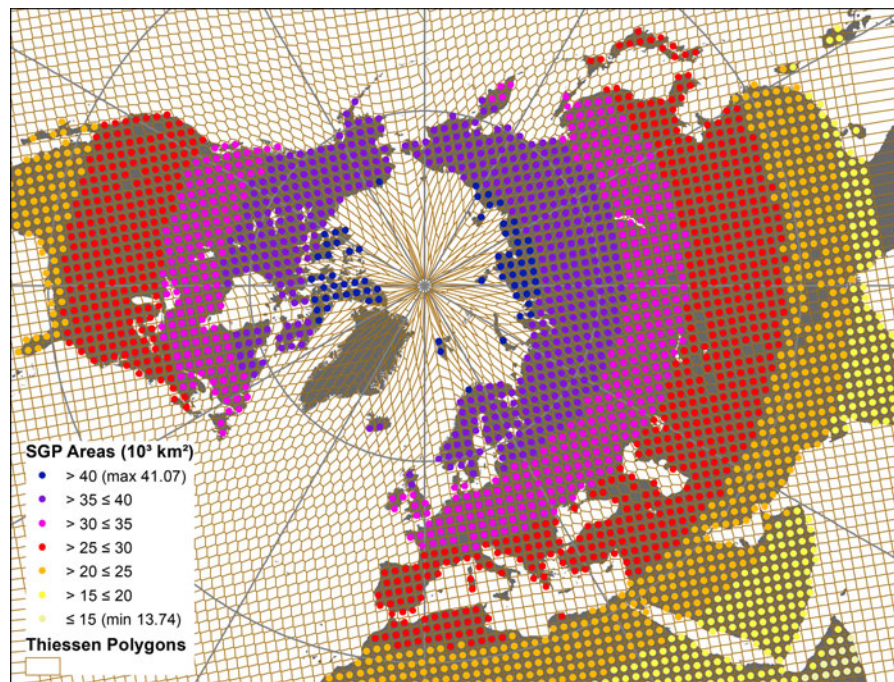 SGP Areas (10³ km²)
> 40 (max 41.07)
> 35 ≤ 40
> 30 ≤ 35
> 25 ≤ 30
> 20 ≤ 25
> 15 ≤ 20
≤ 15 (min 13.74)
Thiessen Polygons